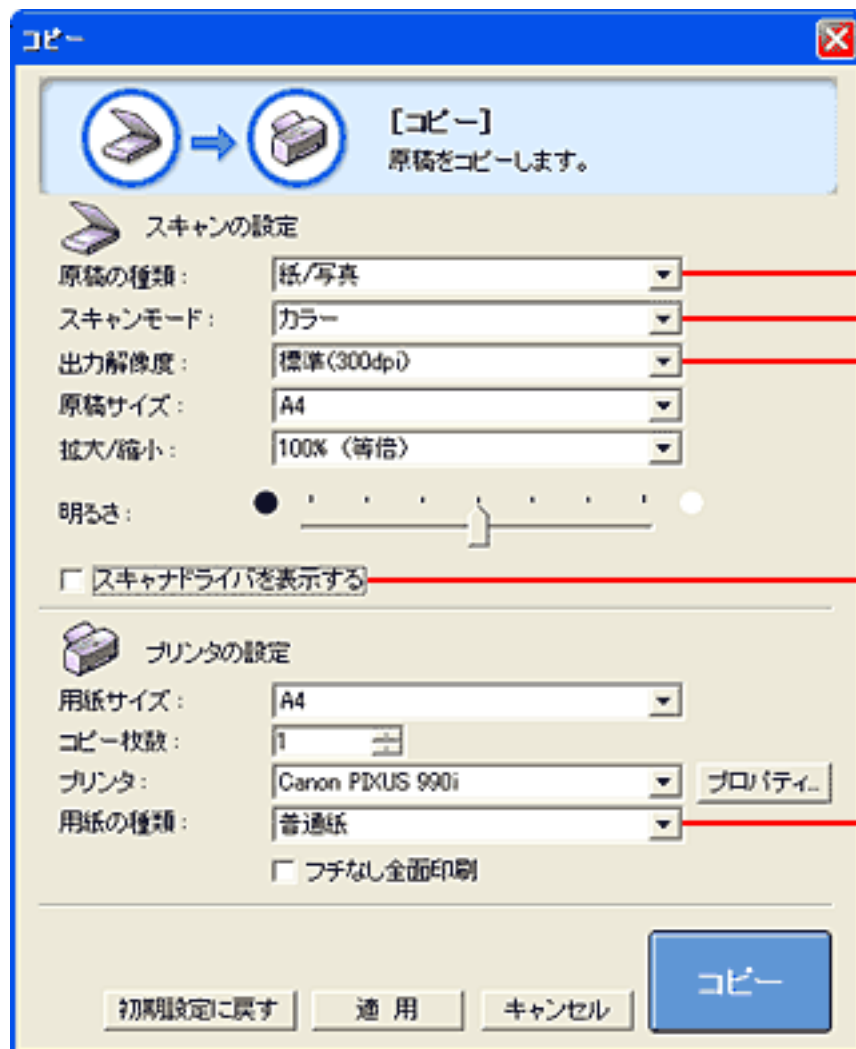 コピー
[コピー]
原稿をコピーします。
スキャンの設定
原稿の種類： 紙/写真
スキャンモード： カラー
出力解像度： 標準(300dpi)
原稿サイズ： A4
拡大/縮小： 100% (等倍)
明るさ：
スキャナドライバを表示する
プリンタの設定
用紙サイズ： A4
コピー枚数： 1
プリンタ： Canon PIXUS 990i プロパティ...
用紙の種類： 普通紙
フチなし全面印刷
初期設定に戻す 適 用 キャンセル コピー